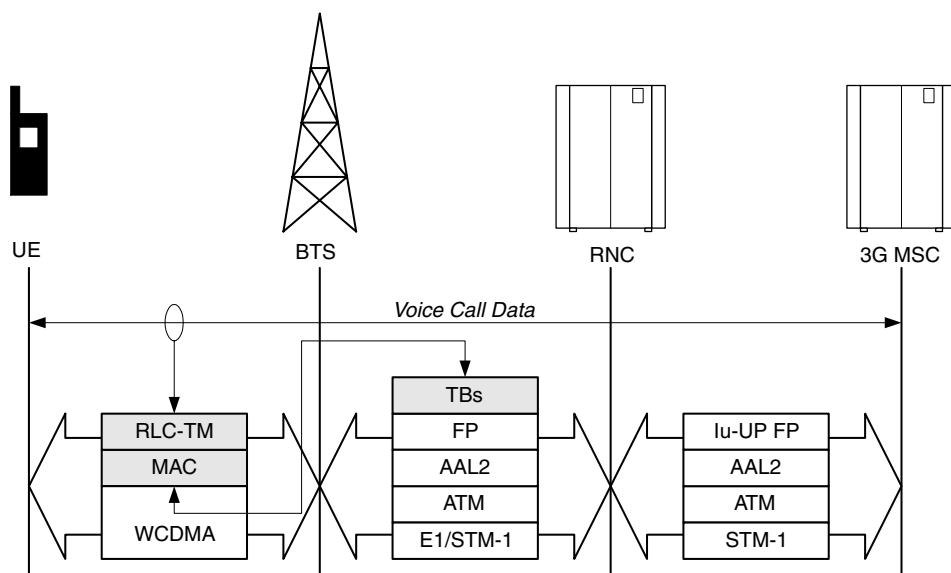 UE
BTS
RNC
3G MSC
Voice Call Data
TBs
RLC-TM
FP
Iu-UP FP
MAC
AAL2
AAL2
ATM
ATM
WCDMA
E1/STM-1
STM-1